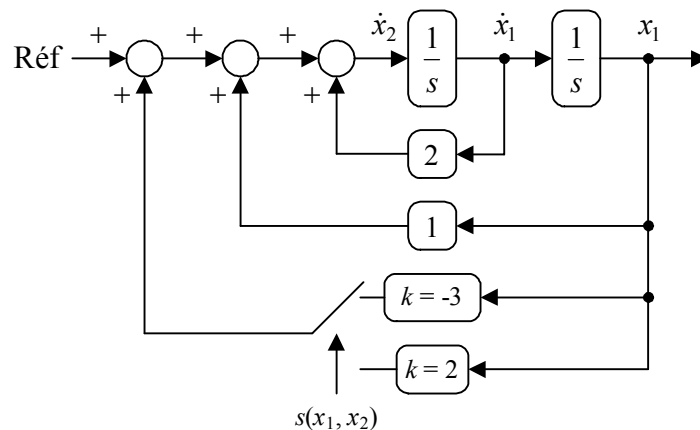 + + + ẋ₂ 1/s ẋ₁ 1/s x₁
Réf
+ + +
2
1
k = -3
k = 2
s(x₁, x₂)